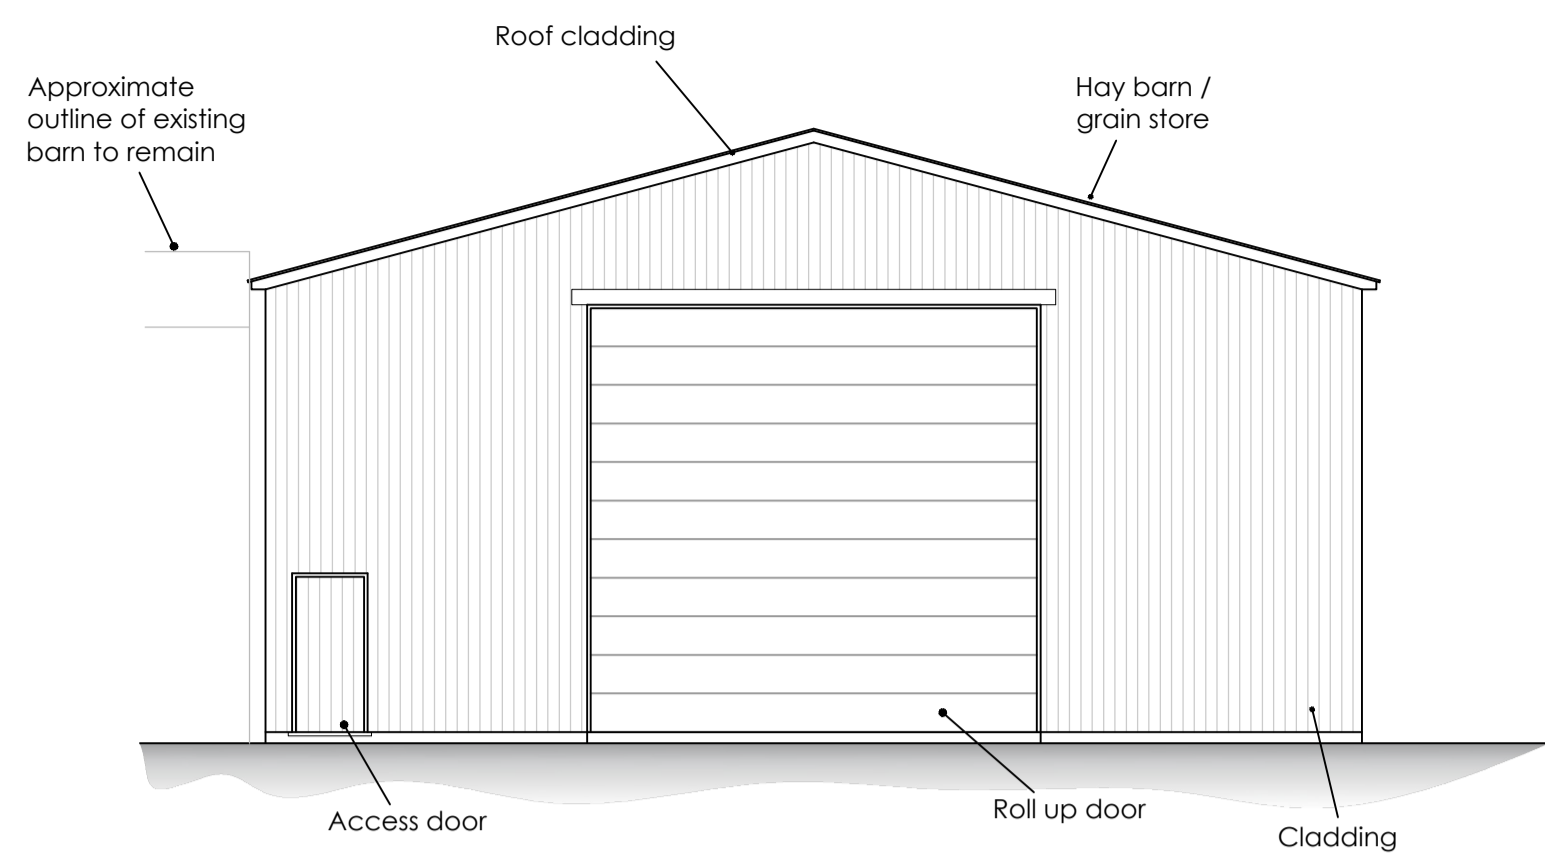 Roof cladding
Approximate
outline of existing
barn to remain
Hay barn /
grain store
Access door
Roll up door
Cladding